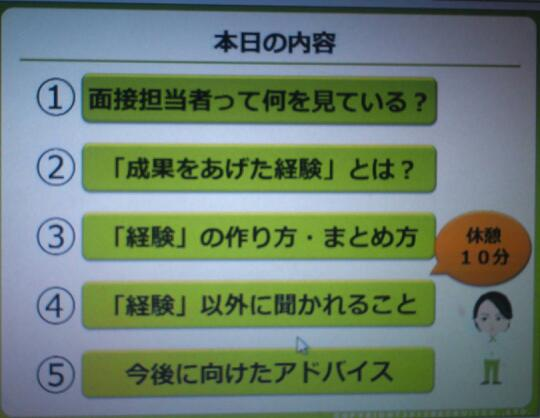 本日の内容
① 面接担当者って何を見ている？
② 「成果をあげた経験」とは？
③ 「経験」の作り方・まとめ方
休憩
１０分
④ 「経験」以外に聞かれること
⑤ 今後に向けたアドバイス